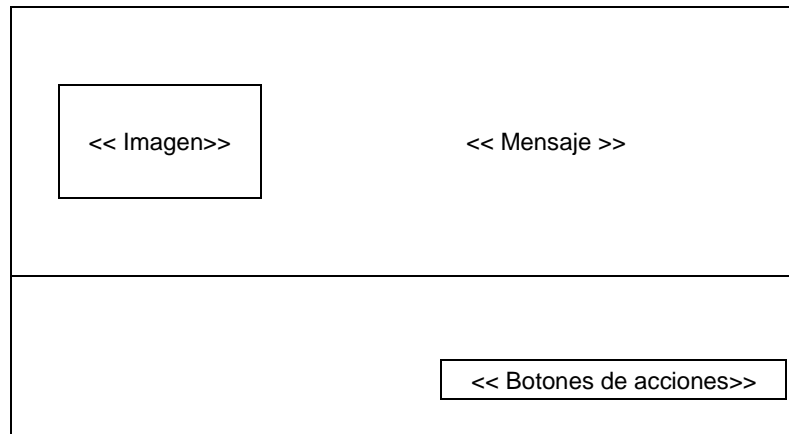 << Imagen>>
<< Mensaje >>
<< Botones de acciones>>